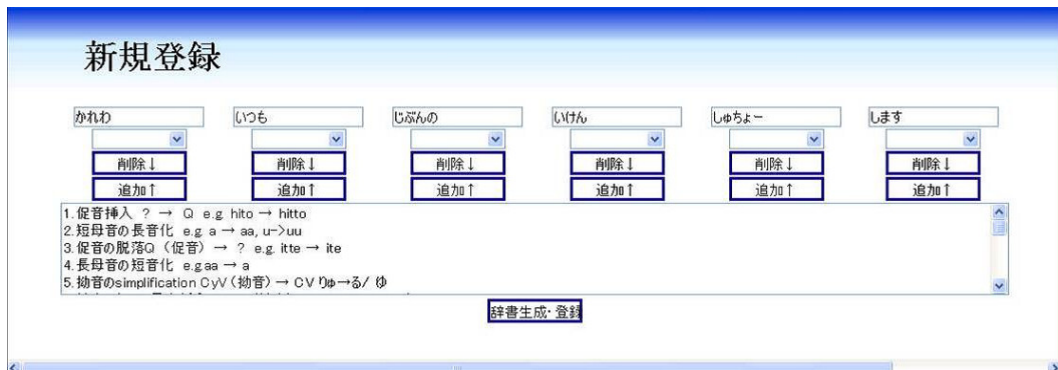 新規登録
かれわ いつも じぶんの いけん しゅちょー します
削除↓ 削除↓ 削除↓ 削除↓ 削除↓ 削除↓
追加↑ 追加↑ 追加↑ 追加↑ 追加↑ 追加↑
1.促音挿入 ? → Q e.g. hito → hitto
2.短母音の長音化 e.g. a → aa, u->uu
3.促音の脱落Q（促音）→ ? e.g. itte → ite
4.長母音の短音化 e.g.aa → a
5.拗音のsimplification CyV（拗音）→ CV りゅ→る/ ゆ
辞書生成・登録